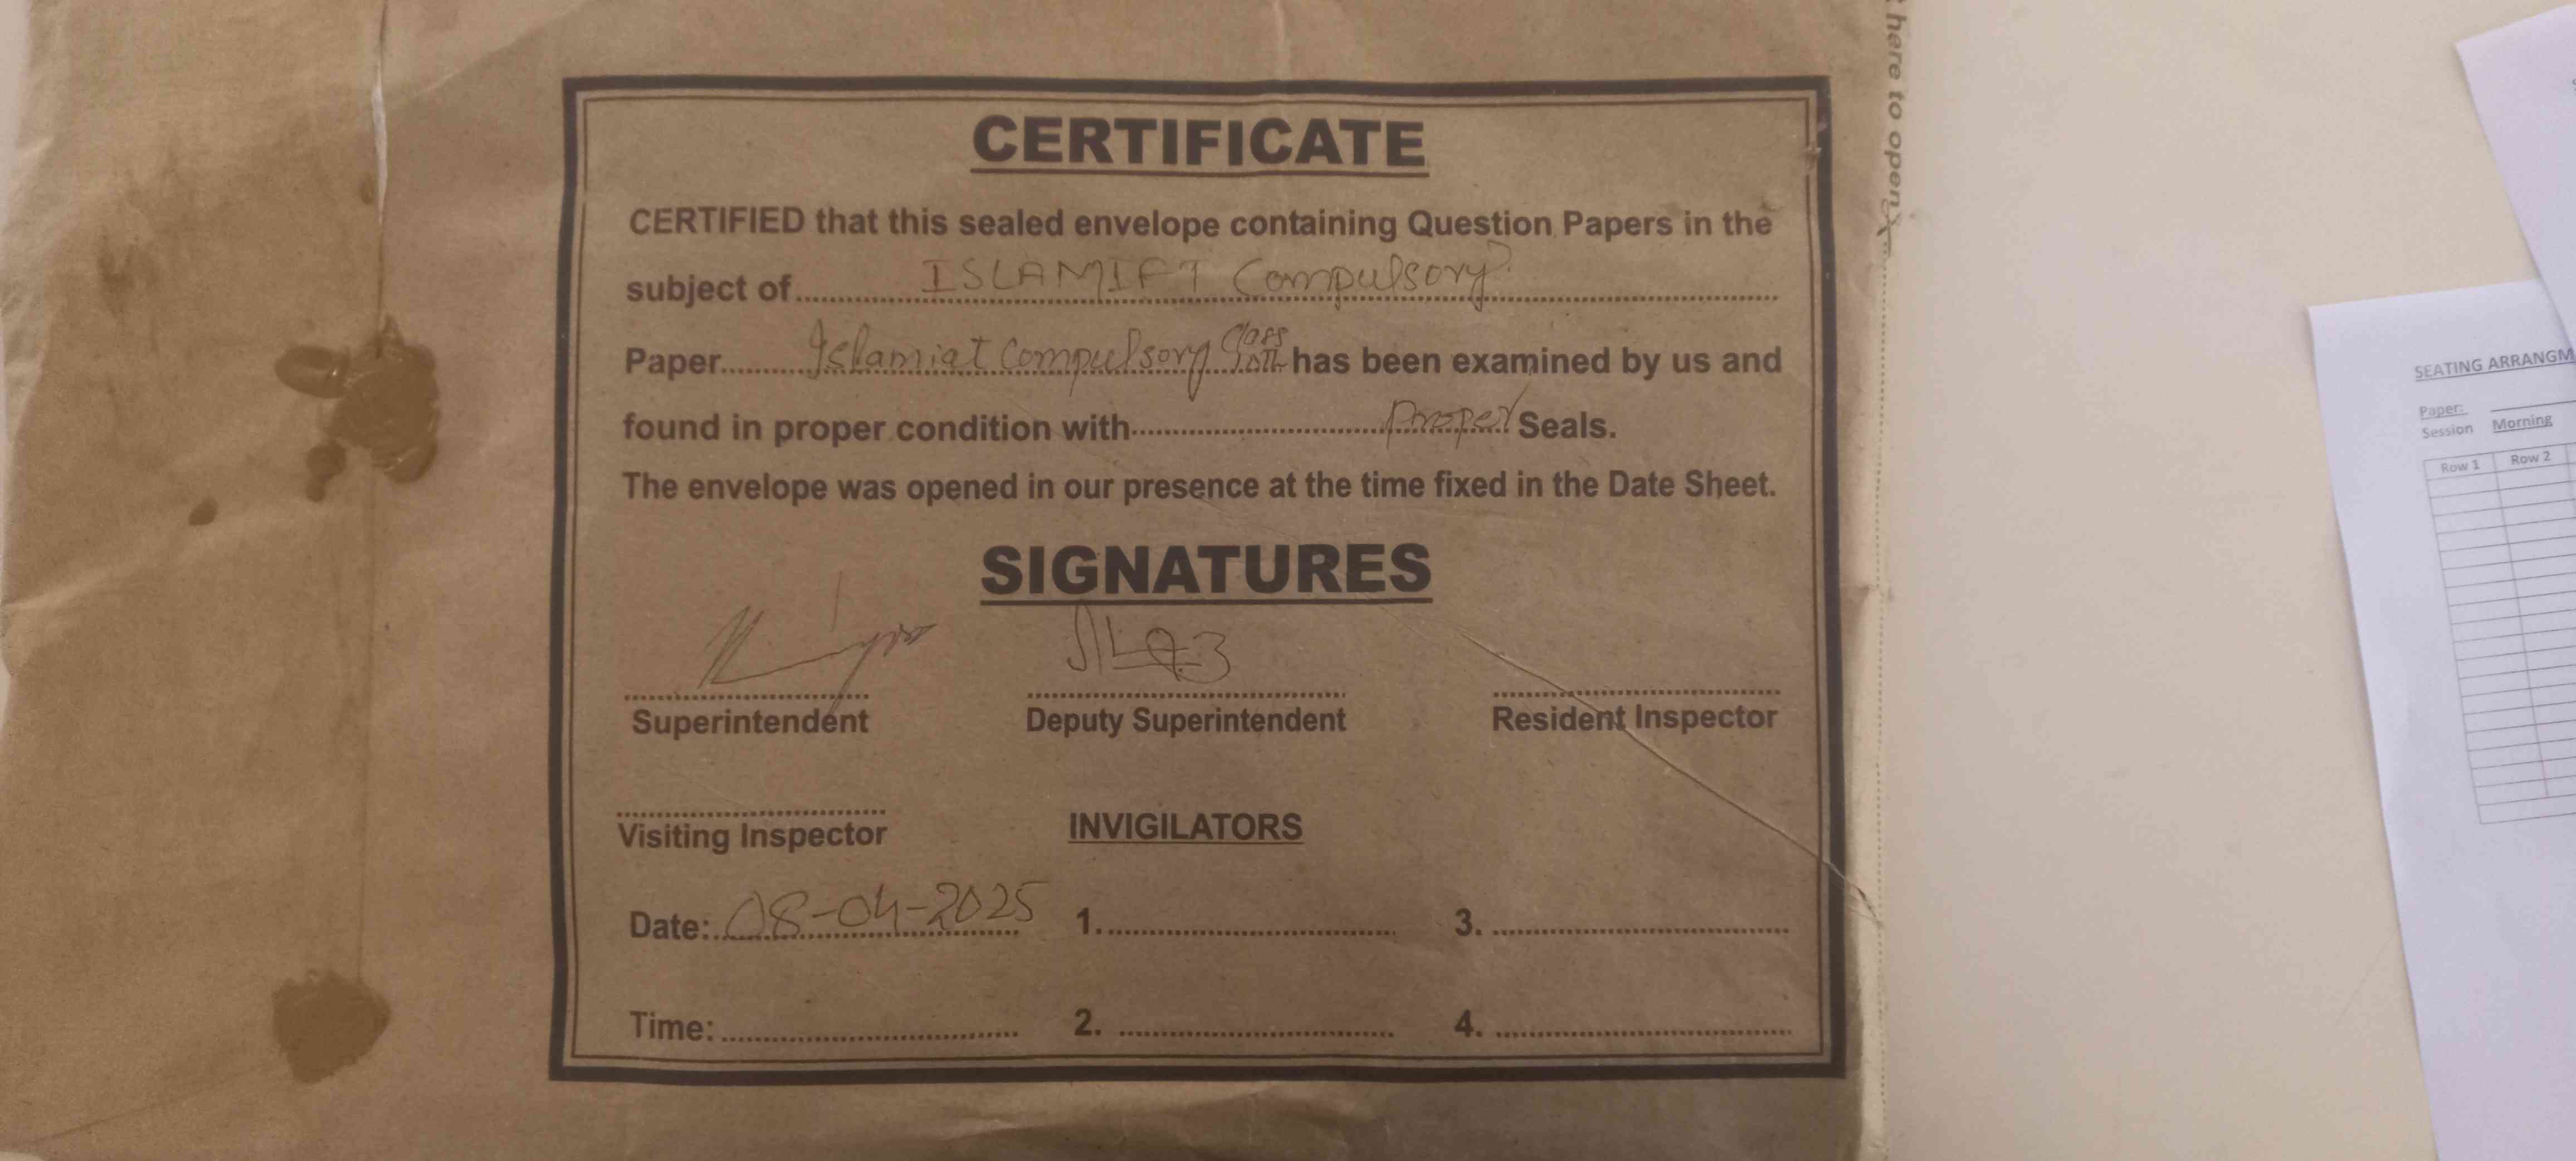 CERTIFICATE
CERTIFIED that this sealed envelope containing Question Papers in the
subject of ISLAMIAT Compulsory
Paper Islamiat Compulsory Class 10th has been examined by us and
found in proper condition with proper Seals.
The envelope was opened in our presence at the time fixed in the Date Sheet.
SIGNATURES
Superintendent Deputy Superintendent Resident Inspector
Visiting Inspector INVIGILATORS
Date: 08-04-2025 1. 3.
Time: 2. 4.
here to open
SEATING ARRANGM
Paper:
Session Morning
Row 1 Row 2